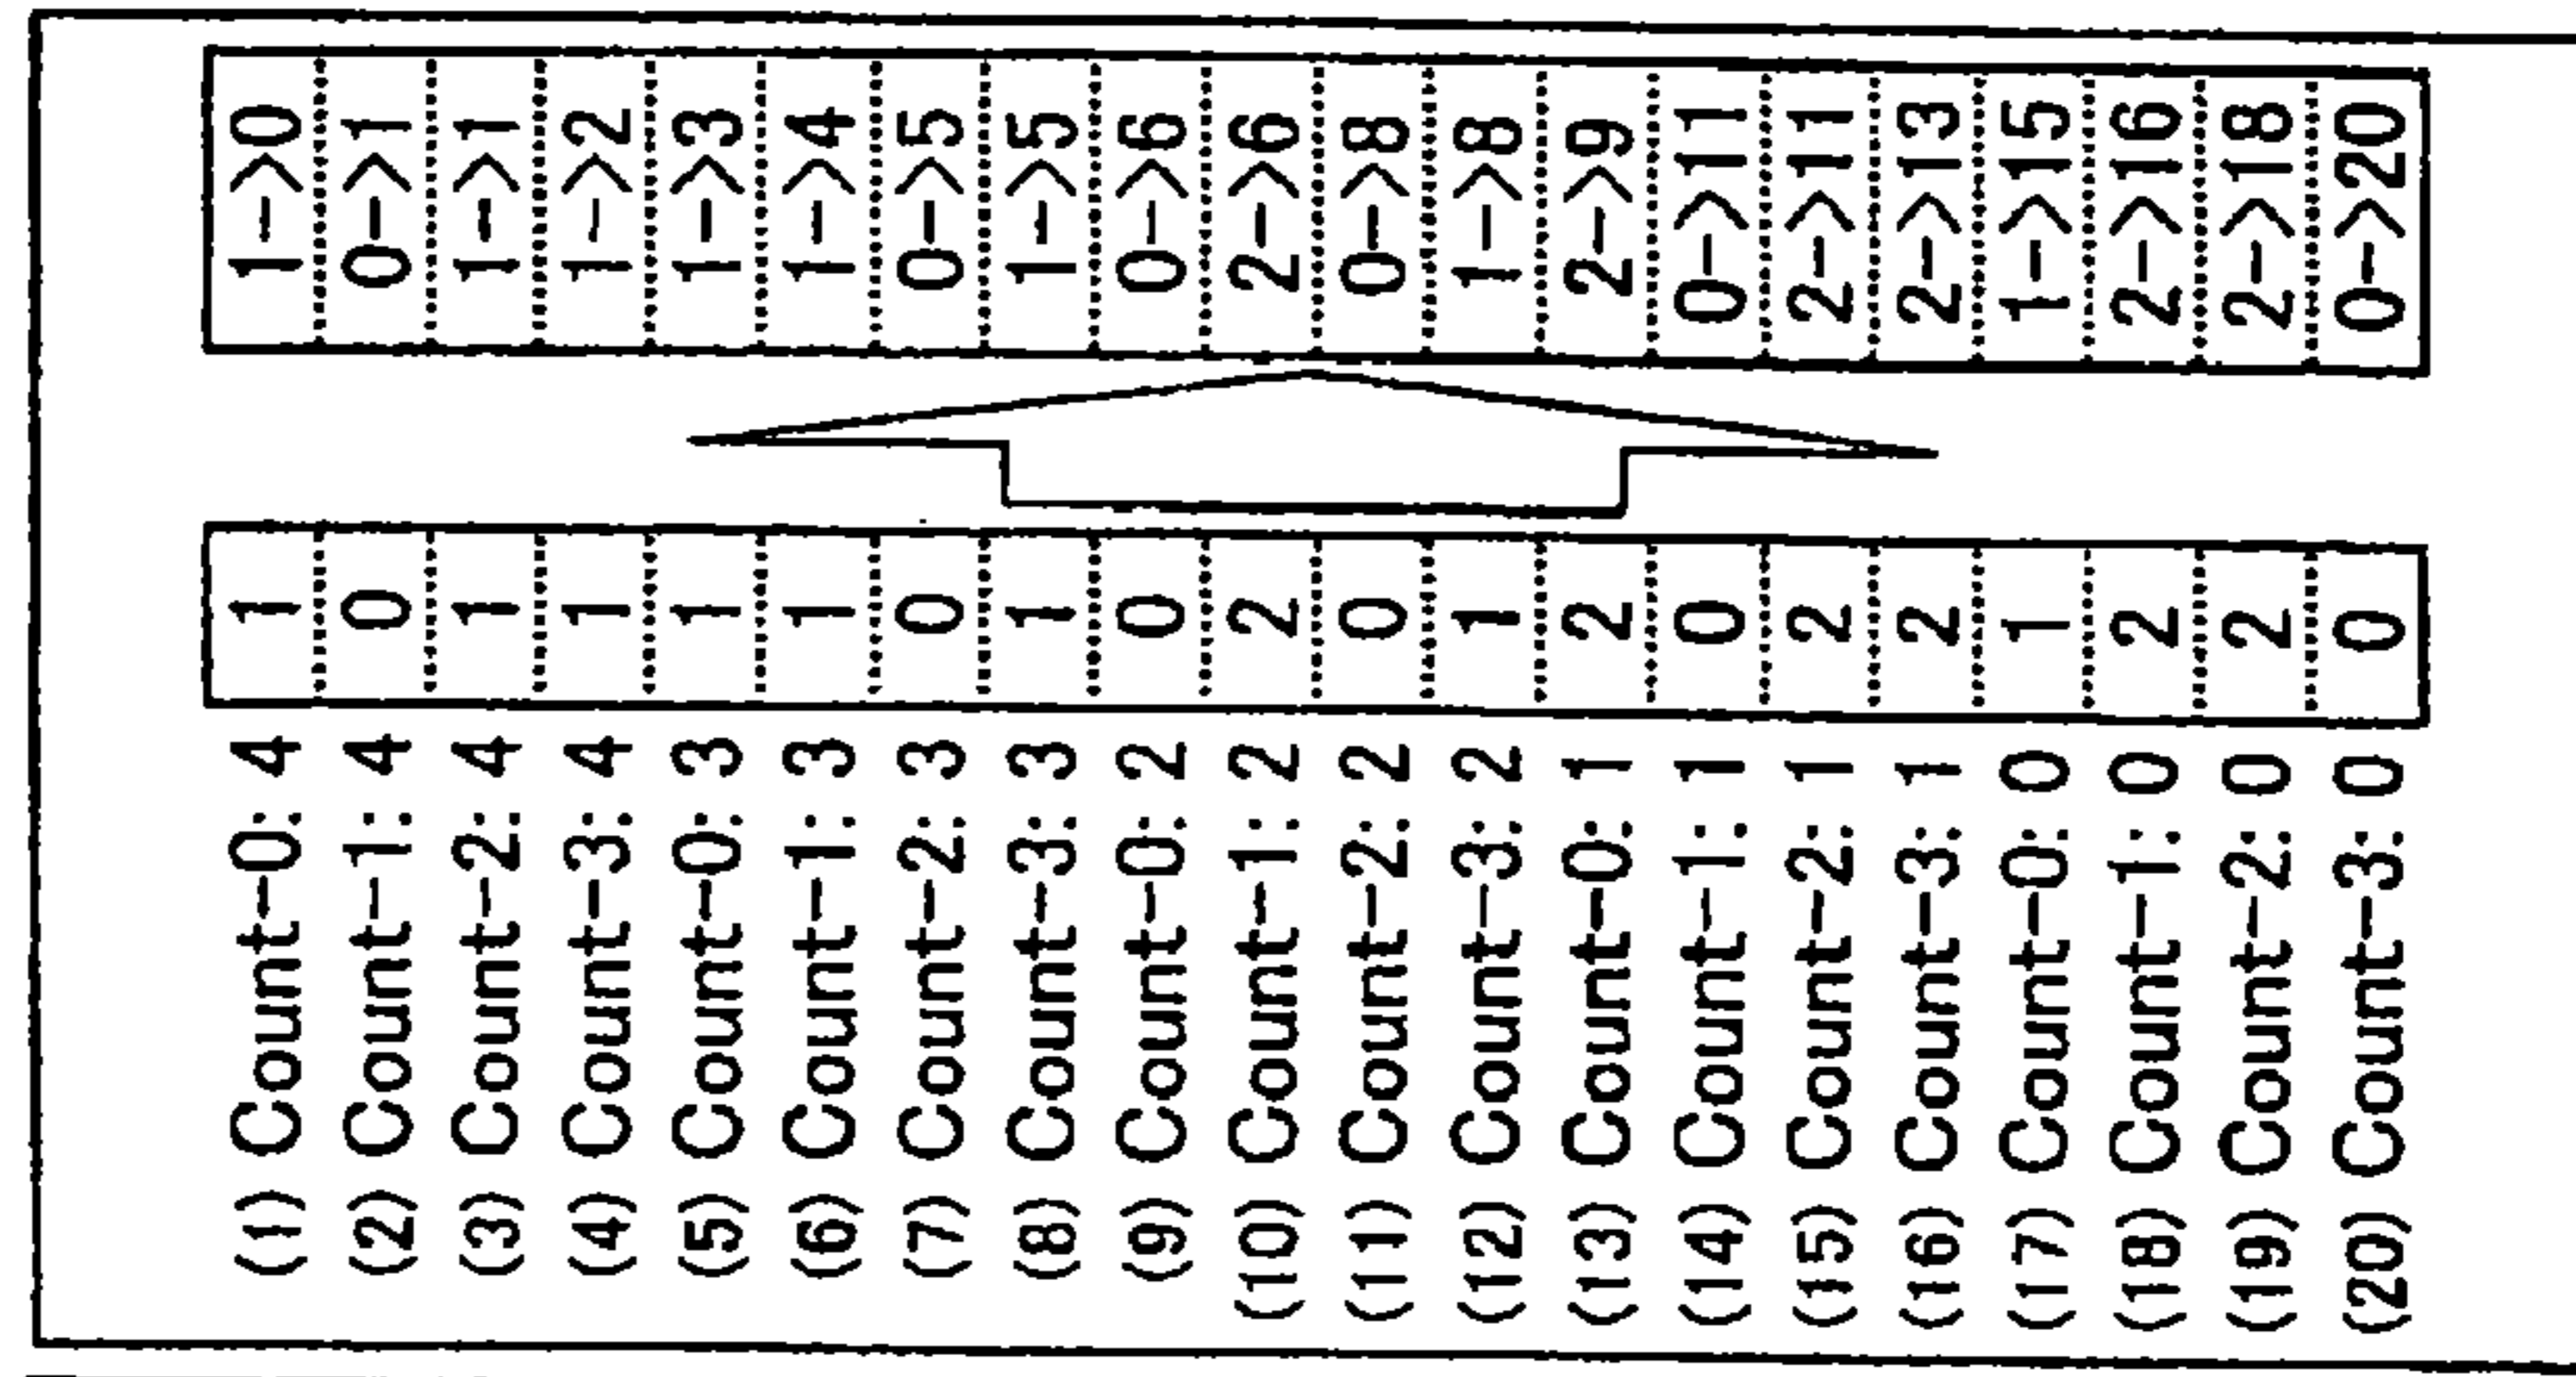 (1) Count-0: 4 1 1->0
(2) Count-1: 4 0 0->1
(3) Count-2: 4 1 1->1
(4) Count-3: 4 1 1->2
(5) Count-0: 3 1 1->3
(6) Count-1: 3 1 1->4
(7) Count-2: 3 0 0->5
(8) Count-3: 3 1 1->5
(9) Count-0: 2 0 0->6
(10) Count-1: 2 2 2->6
(11) Count-2: 2 0 0->8
(12) Count-3: 2 1 1->8
(13) Count-0: 1 2 2->9
(14) Count-1: 1 0 0->11
(15) Count-2: 1 2 2->11
(16) Count-3: 1 2 2->13
(17) Count-0: 0 1 1->15
(18) Count-1: 0 2 2->16
(19) Count-2: 0 2 2->18
(20) Count-3: 0 0 0->20